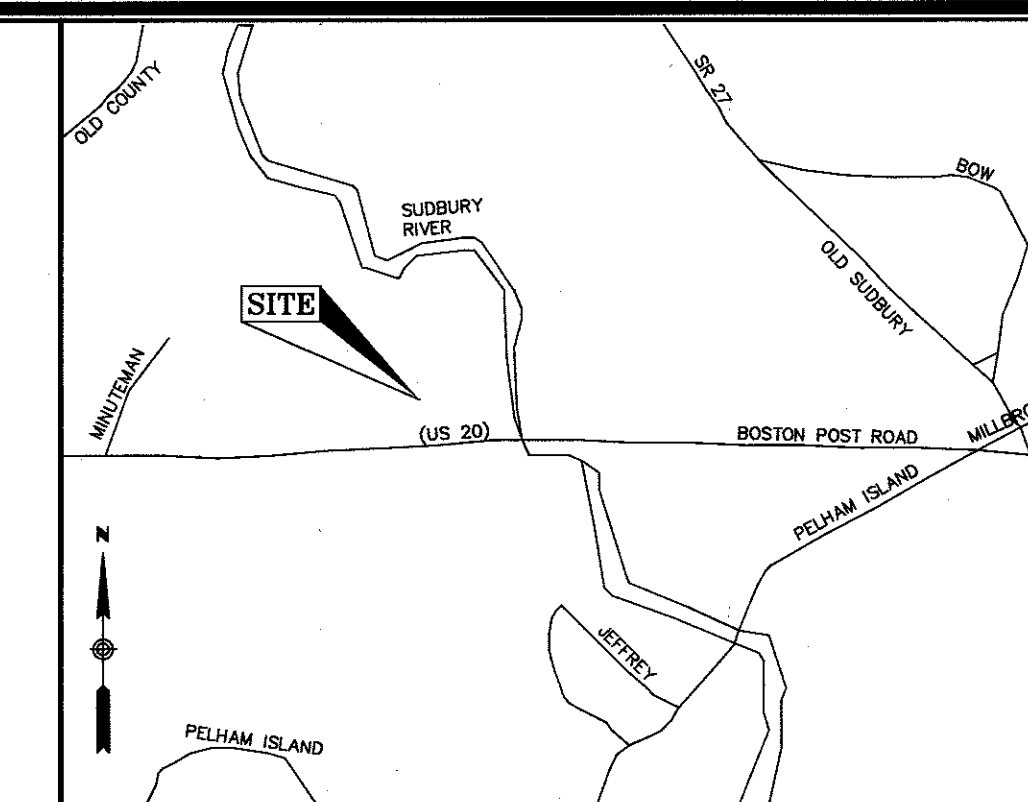 OLD COUNTY
SR 27
BOW
SUDBURY
RIVER
OLD SUDBURY
SITE
MINUTEMAN
(US 20)
BOSTON POST ROAD
PELHAM ISLAND
N
JEFFREY
PELHAM ISLAND